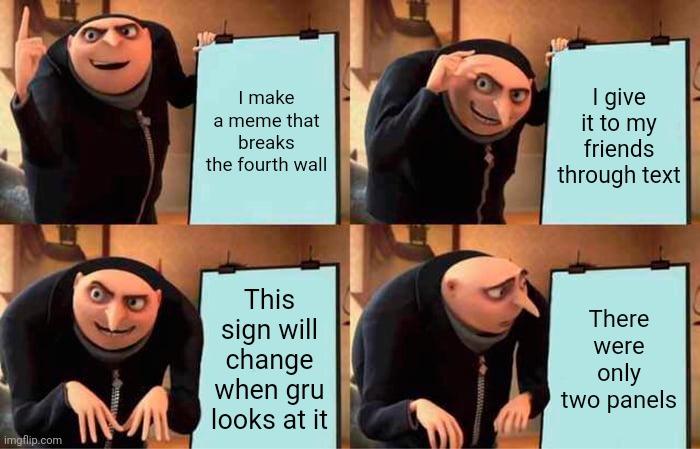 I make
a meme that
breaks
the fourth wall
I give
it to my
friends
through text
This
sign will
change
when gru
looks at it
There
were
only
two panels
imgflip.com